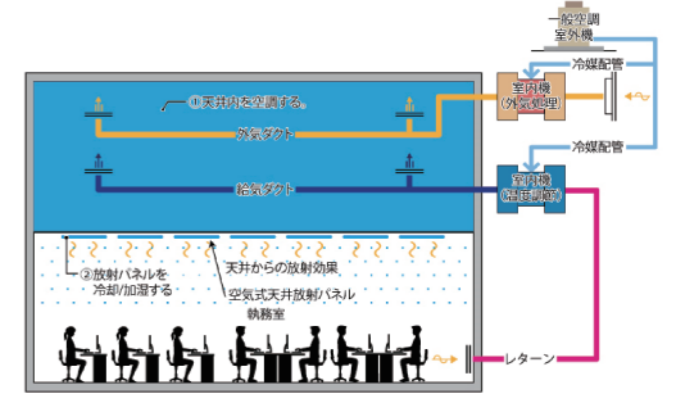 一般空調
室外機
冷媒配管
室内機
(外気処理)
①天井内を空調する。
外気ダクト
冷媒配管
室内機
(温度調節)
給気ダクト
②放射パネルを
冷却/加湿する
天井からの放射効果
空気式天井放射パネル
執務室
レターン